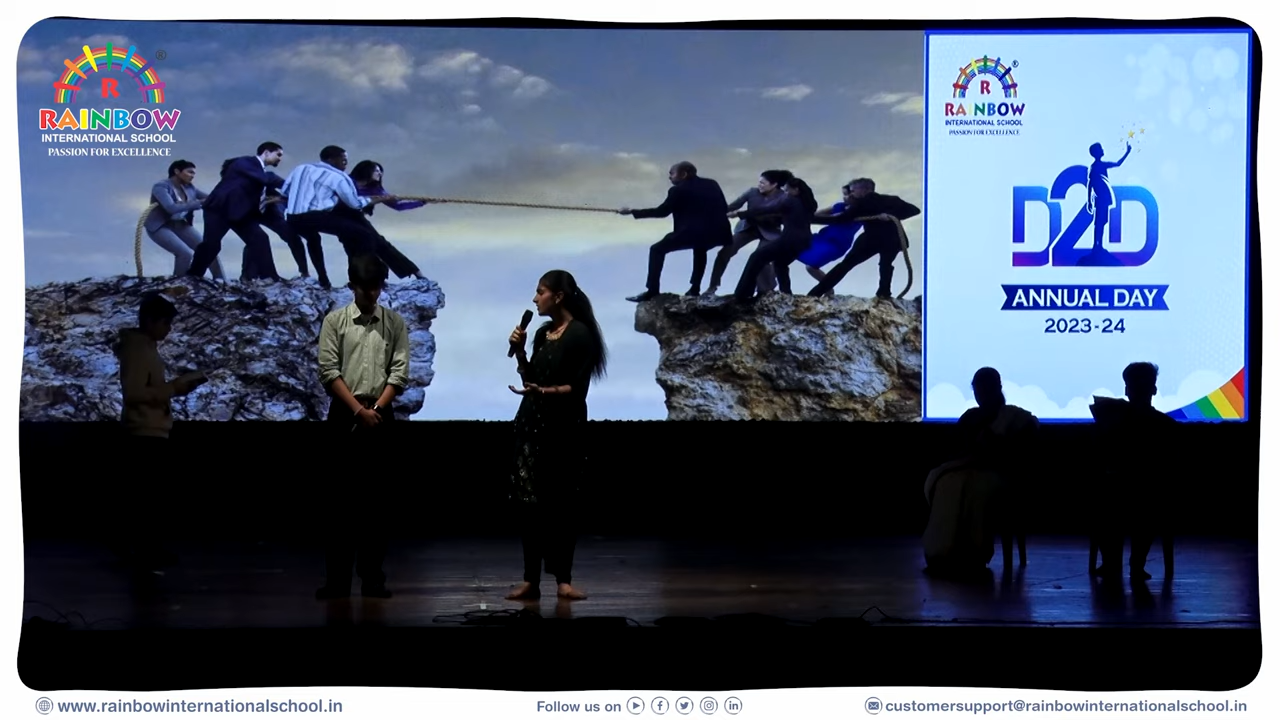 R
RAINBOW
INTERNATIONAL SCHOOL
PASSION FOR EXCELLENCE
R
RAINBOW
INTERNATIONAL SCHOOL
PASSION FOR EXCELLENCE
D2D
ANNUAL DAY
2023-24
www.rainbowinternationalschool.in
Follow us on
customersupport@rainbowinternationalschool.in